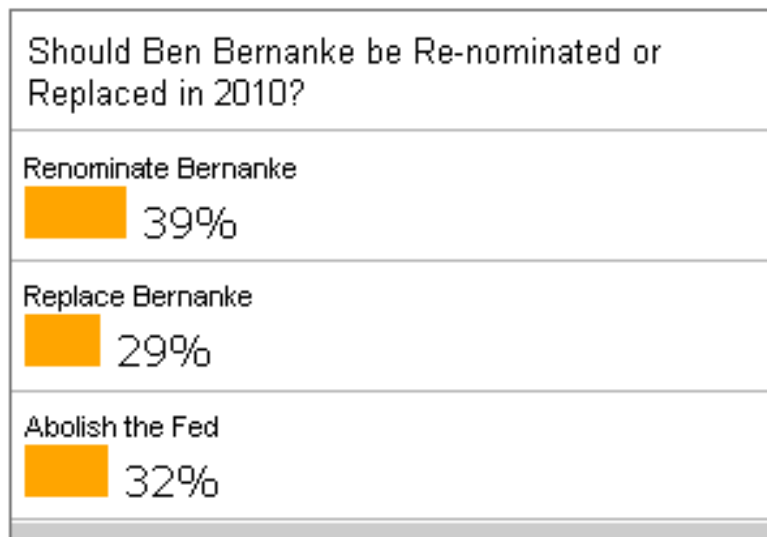 Should Ben Bernanke be Re-nominated or
Replaced in 2010?
Renominate Bernanke
39%
Replace Bernanke
29%
Abolish the Fed
32%